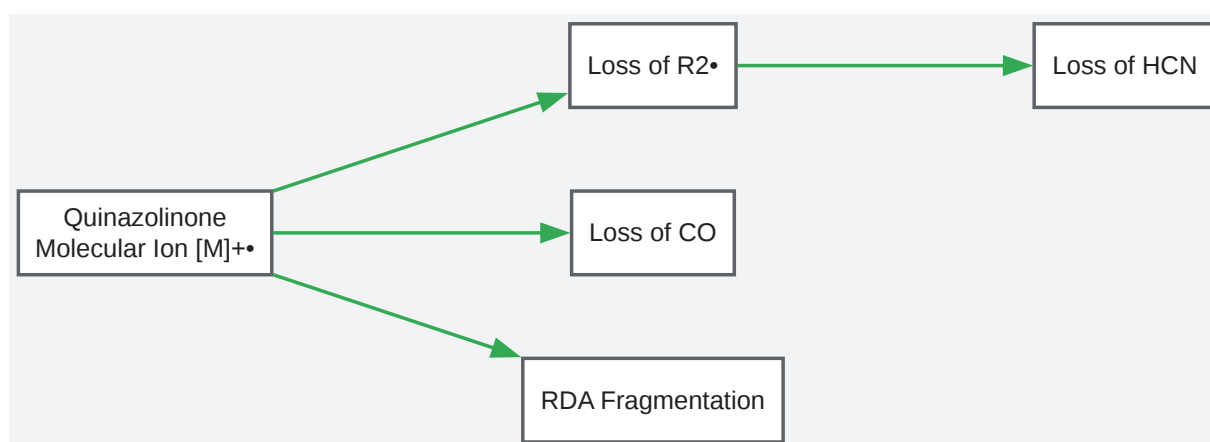 Loss of R2•
Loss of HCN
Quinazolinone
Molecular Ion [M]+•
Loss of CO
RDA Fragmentation